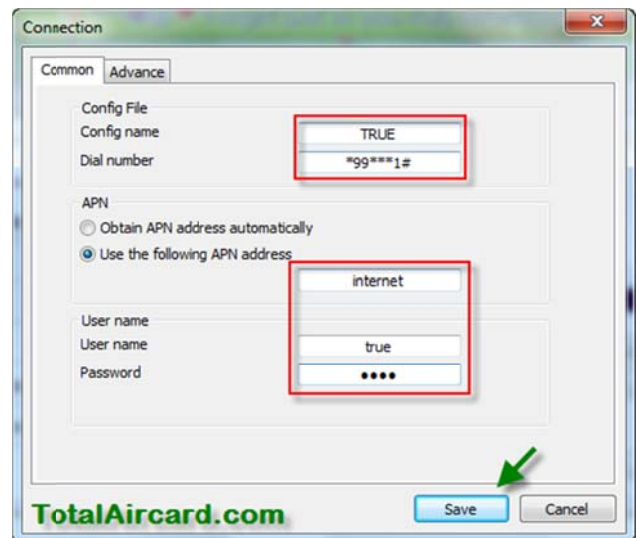 Connection
Common Advance
Config File
Config name TRUE
Dial number *99***1#
APN
Obtain APN address automatically
Use the following APN address
internet
User name
User name true
Password ••••
Save Cancel
TotalAircard.com